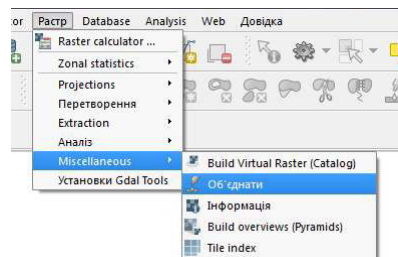 or Растр Database Analysis Web Довідка
Raster calculator ...
Zonal statistics
Projections
Перетворення
Extraction
Аналіз
Miscellaneous
Установки Gdal Tools
Build Virtual Raster (Catalog)
Об`єднати
Інформація
Build overviews (Pyramids)
Tile index